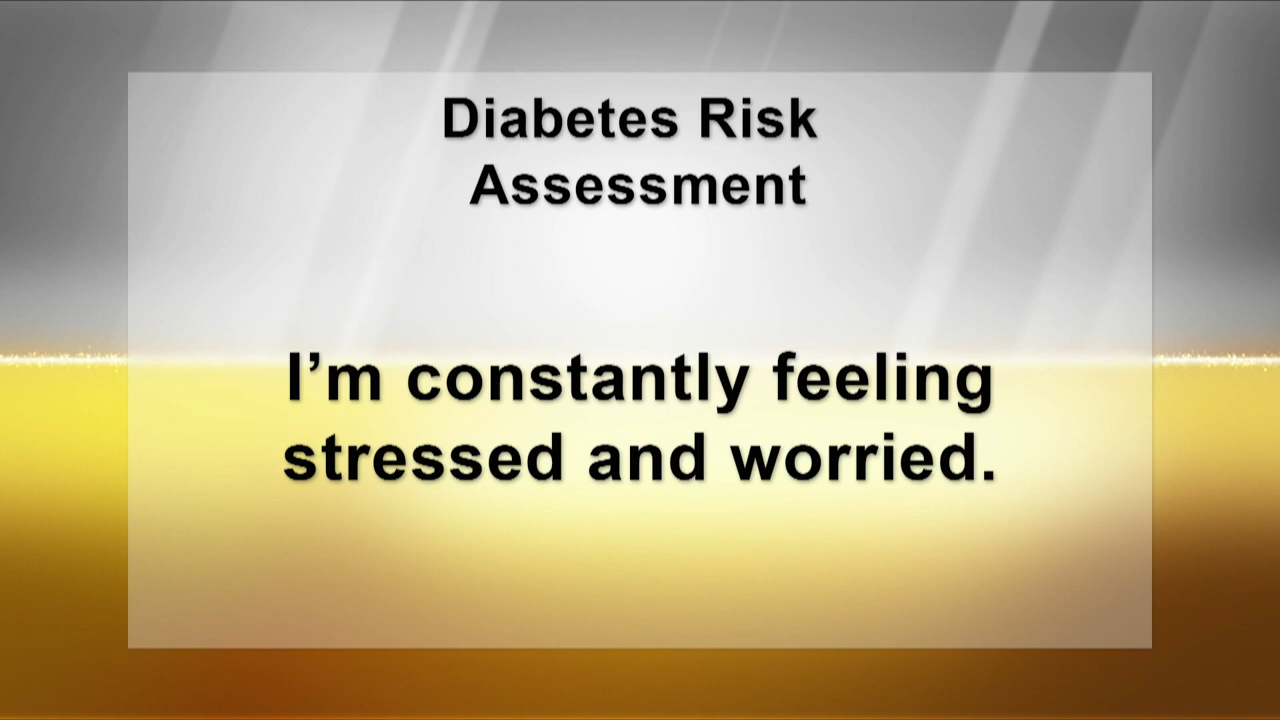 Diabetes Risk
Assessment
I’m constantly feeling
stressed and worried.